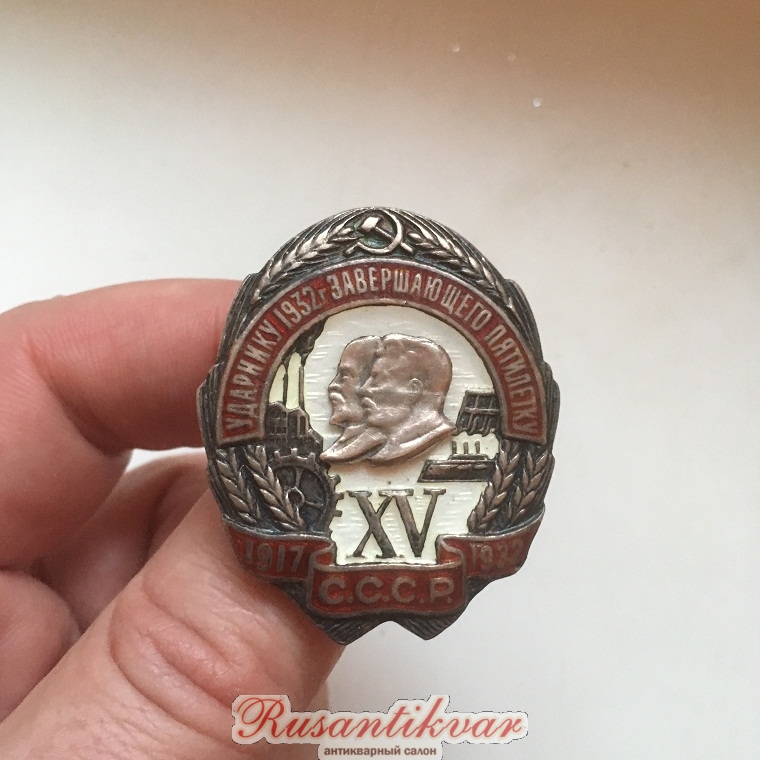 УДАРНИКУ 1932г ЗАВЕРШАЮЩЕГО ПЯТИЛЕТКУ
XV
1917 1932
С.С.С.Р.
Rusantikvar
антикварный салон